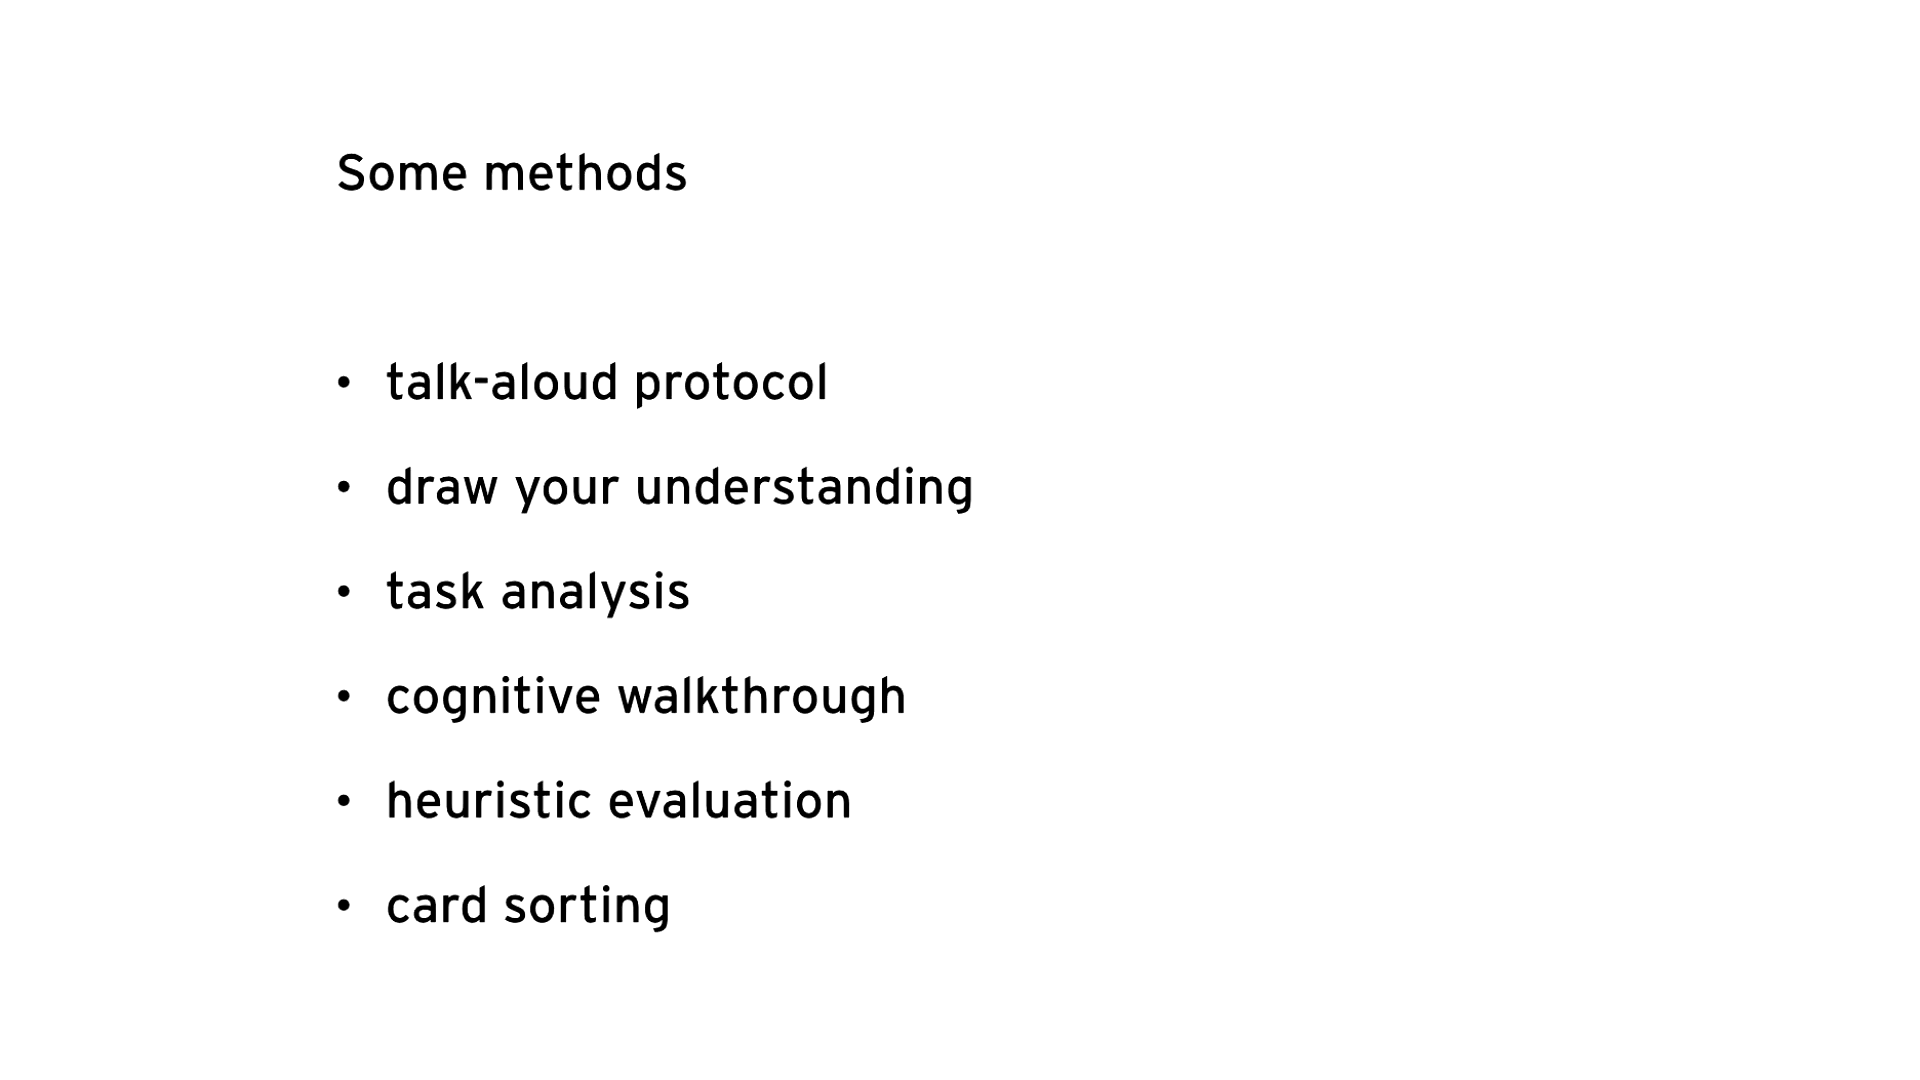 Some methods
• talk-aloud protocol
• draw your understanding
• task analysis
• cognitive walkthrough
• heuristic evaluation
• card sorting